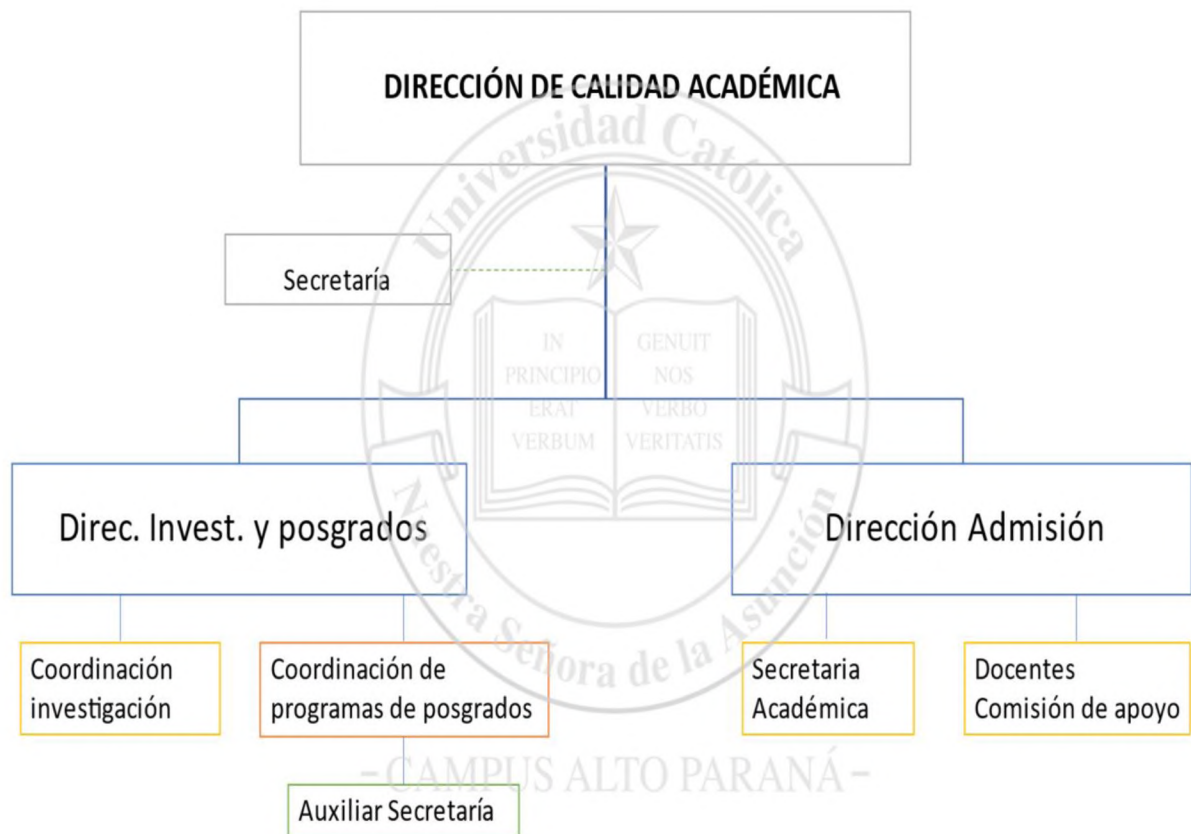 DIRECCIÓN DE CALIDAD ACADÉMICA
Universidad Católica
Secretaría
IN
PRINCIPIO
ERAT
VERBUM
GENUIT
NOS
VERBO
VERITATIS
Direc. Invest. y posgrados
Dirección Admisión
Nuestra Señora de la Asunción
Coordinación
investigación
Coordinación de
programas de posgrados
Secretaria
Académica
Docentes
Comisión de apoyo
-CAMPUS ALTO PARANÁ-
Auxiliar Secretaría